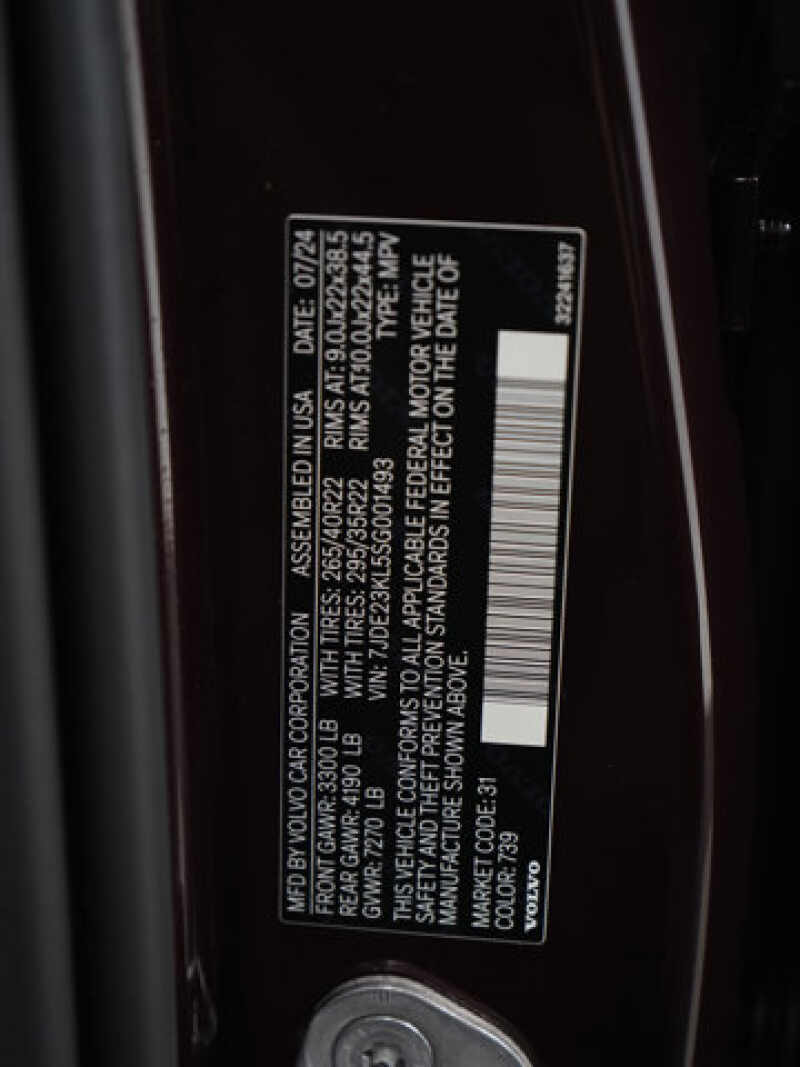 MFD BY VOLVO CAR CORPORATION ASSEMBLED IN USA DATE: 07/24
FRONT GAWR: 3300 LB WITH TIRES: 265/40R22 RIMS AT: 9.0Jx22x38.5
REAR GAWR: 4190 LB WITH TIRES: 295/35R22 RIMS AT10.0Jx22x44.5
GVWR: 7270 LB VIN: 7JDE23KL5SG001493 TYPE: MPV
THIS VEHICLE CONFORMS TO ALL APPLICABLE FEDERAL MOTOR VEHICLE
SAFETY AND THEFT PREVENTION STANDARDS IN EFFECT ON THE DATE OF
MANUFACTURE SHOWN ABOVE.
MARKET CODE: 31
COLOR: 739
VOLVO
32241637